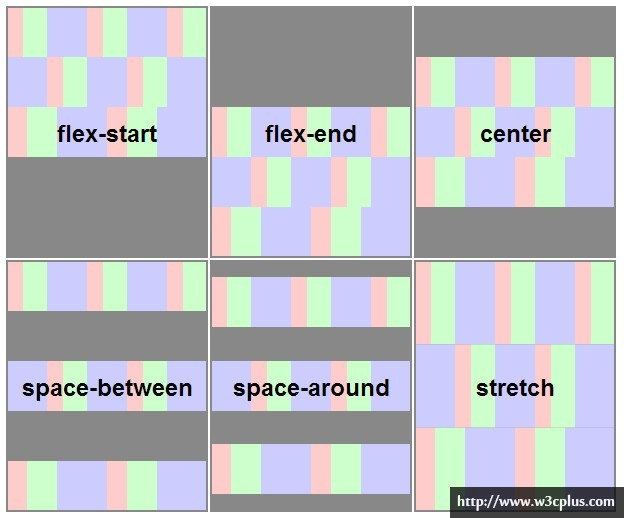 flex-start
flex-end
center
space-between
space-around
stretch
http://www.w3cplus.com